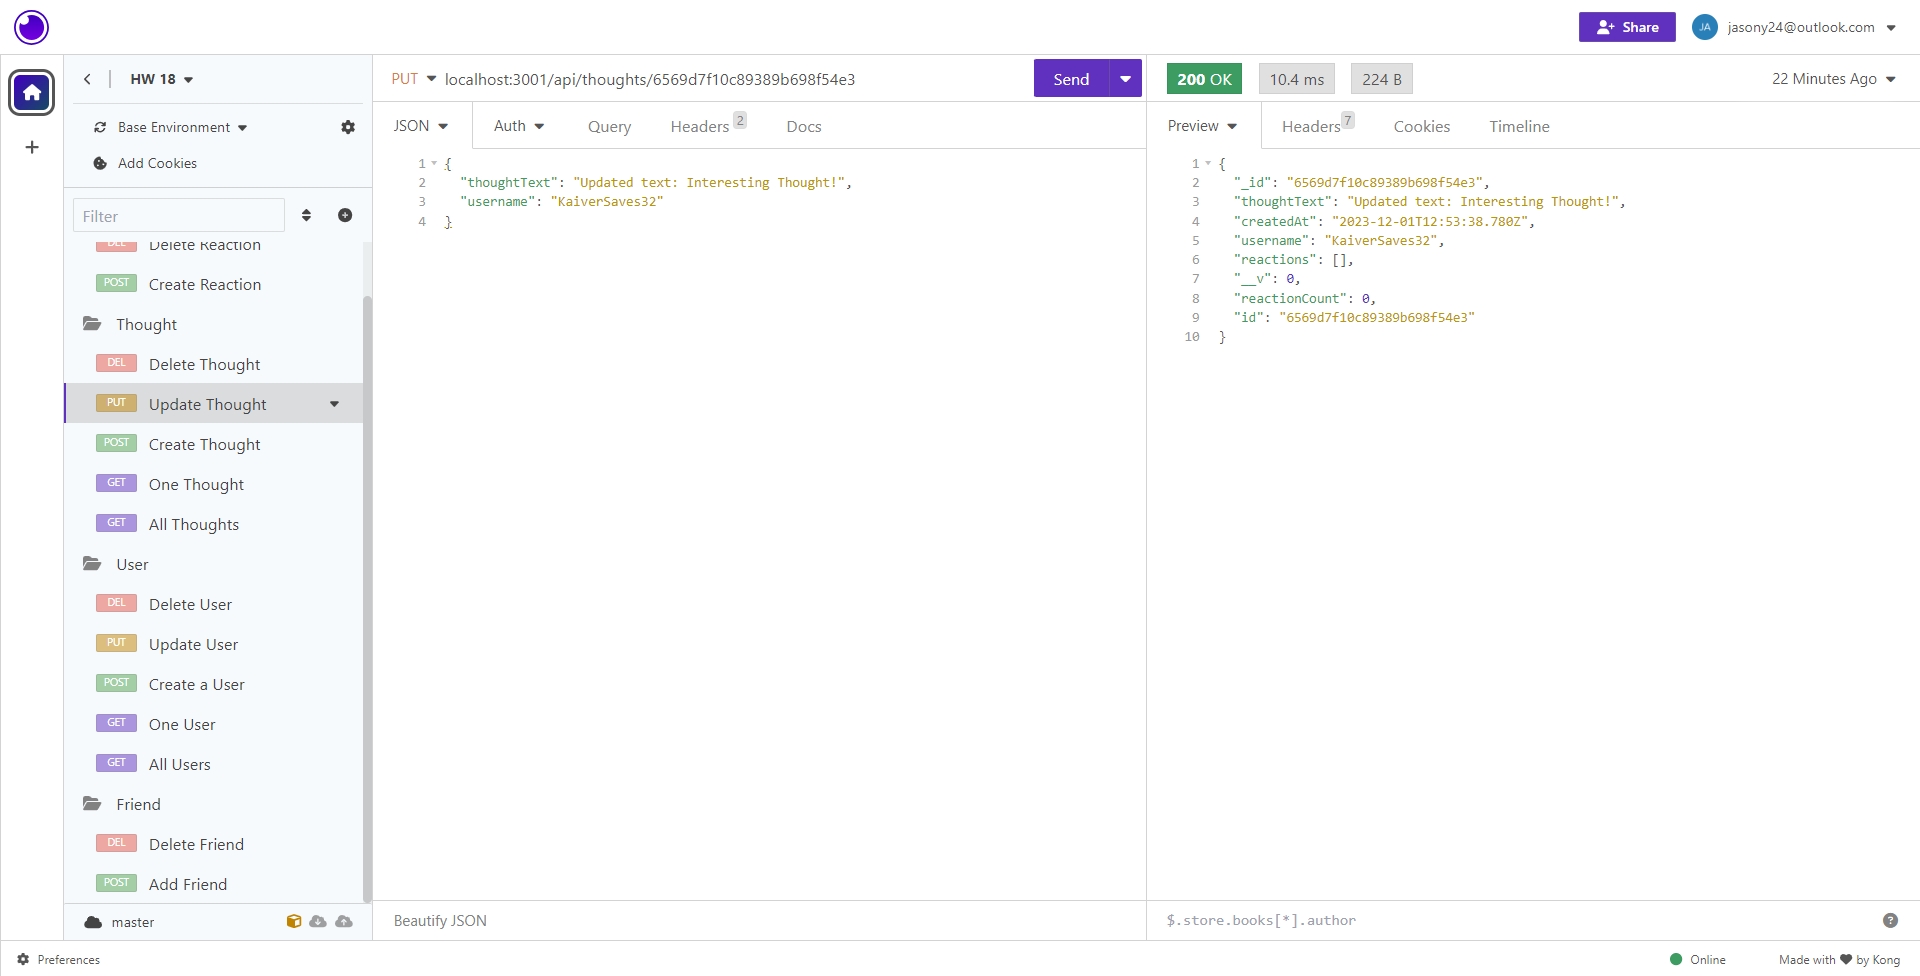 Share
JA
jasony24@outlook.com
HW 18
Base Environment
Add Cookies
Filter
DEL Delete Reaction
POST Create Reaction
Thought
DEL Delete Thought
PUT Update Thought
POST Create Thought
GET One Thought
GET All Thoughts
User
DEL Delete User
PUT Update User
POST Create a User
GET One User
GET All Users
Friend
DEL Delete Friend
POST Add Friend
master
PUT localhost:3001/api/thoughts/6569d7f10c89389b698f54e3 Send
JSON Auth Query Headers 2 Docs
1 {
2 "thoughtText": "Updated text: Interesting Thought!",
3 "username": "KaiverSaves32"
4 }
Beautify JSON
200 OK 10.4 ms 224 B 22 Minutes Ago
Preview Headers 7 Cookies Timeline
1 {
2 "_id": "6569d7f10c89389b698f54e3",
3 "thoughtText": "Updated text: Interesting Thought!",
4 "createdAt": "2023-12-01T12:53:38.780Z",
5 "username": "KaiverSaves32",
6 "reactions": [],
7 "__v": 0,
8 "reactionCount": 0,
9 "id": "6569d7f10c89389b698f54e3"
10 }
$.store.books[*].author
Preferences
Online
Made with ♥ by Kong